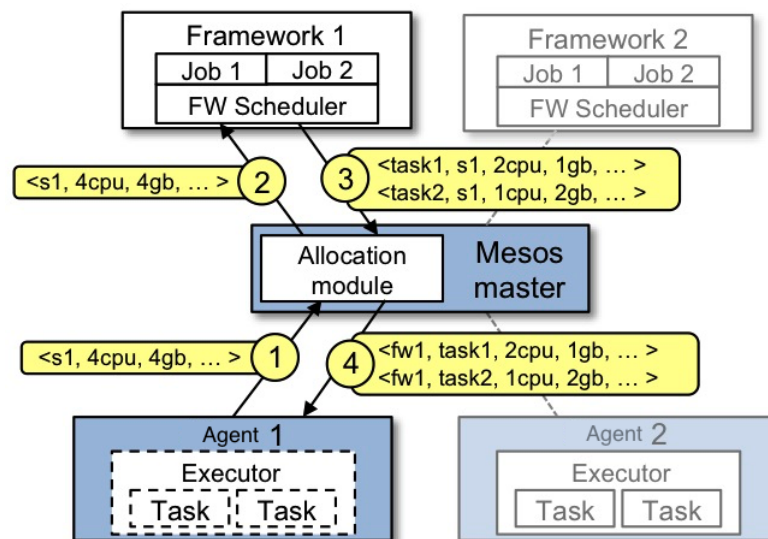 Framework 1
Job 1 Job 2
FW Scheduler
Framework 2
Job 1 Job 2
FW Scheduler
<s1, 4cpu, 4gb, … >
2
3
<task1, s1, 2cpu, 1gb, … >
<task2, s1, 1cpu, 2gb, … >
Allocation
module
Mesos
master
<s1, 4cpu, 4gb, … >
1
4
<fw1, task1, 2cpu, 1gb, … >
<fw1, task2, 1cpu, 2gb, … >
Agent 1
Executor
Task Task
Agent 2
Executor
Task Task